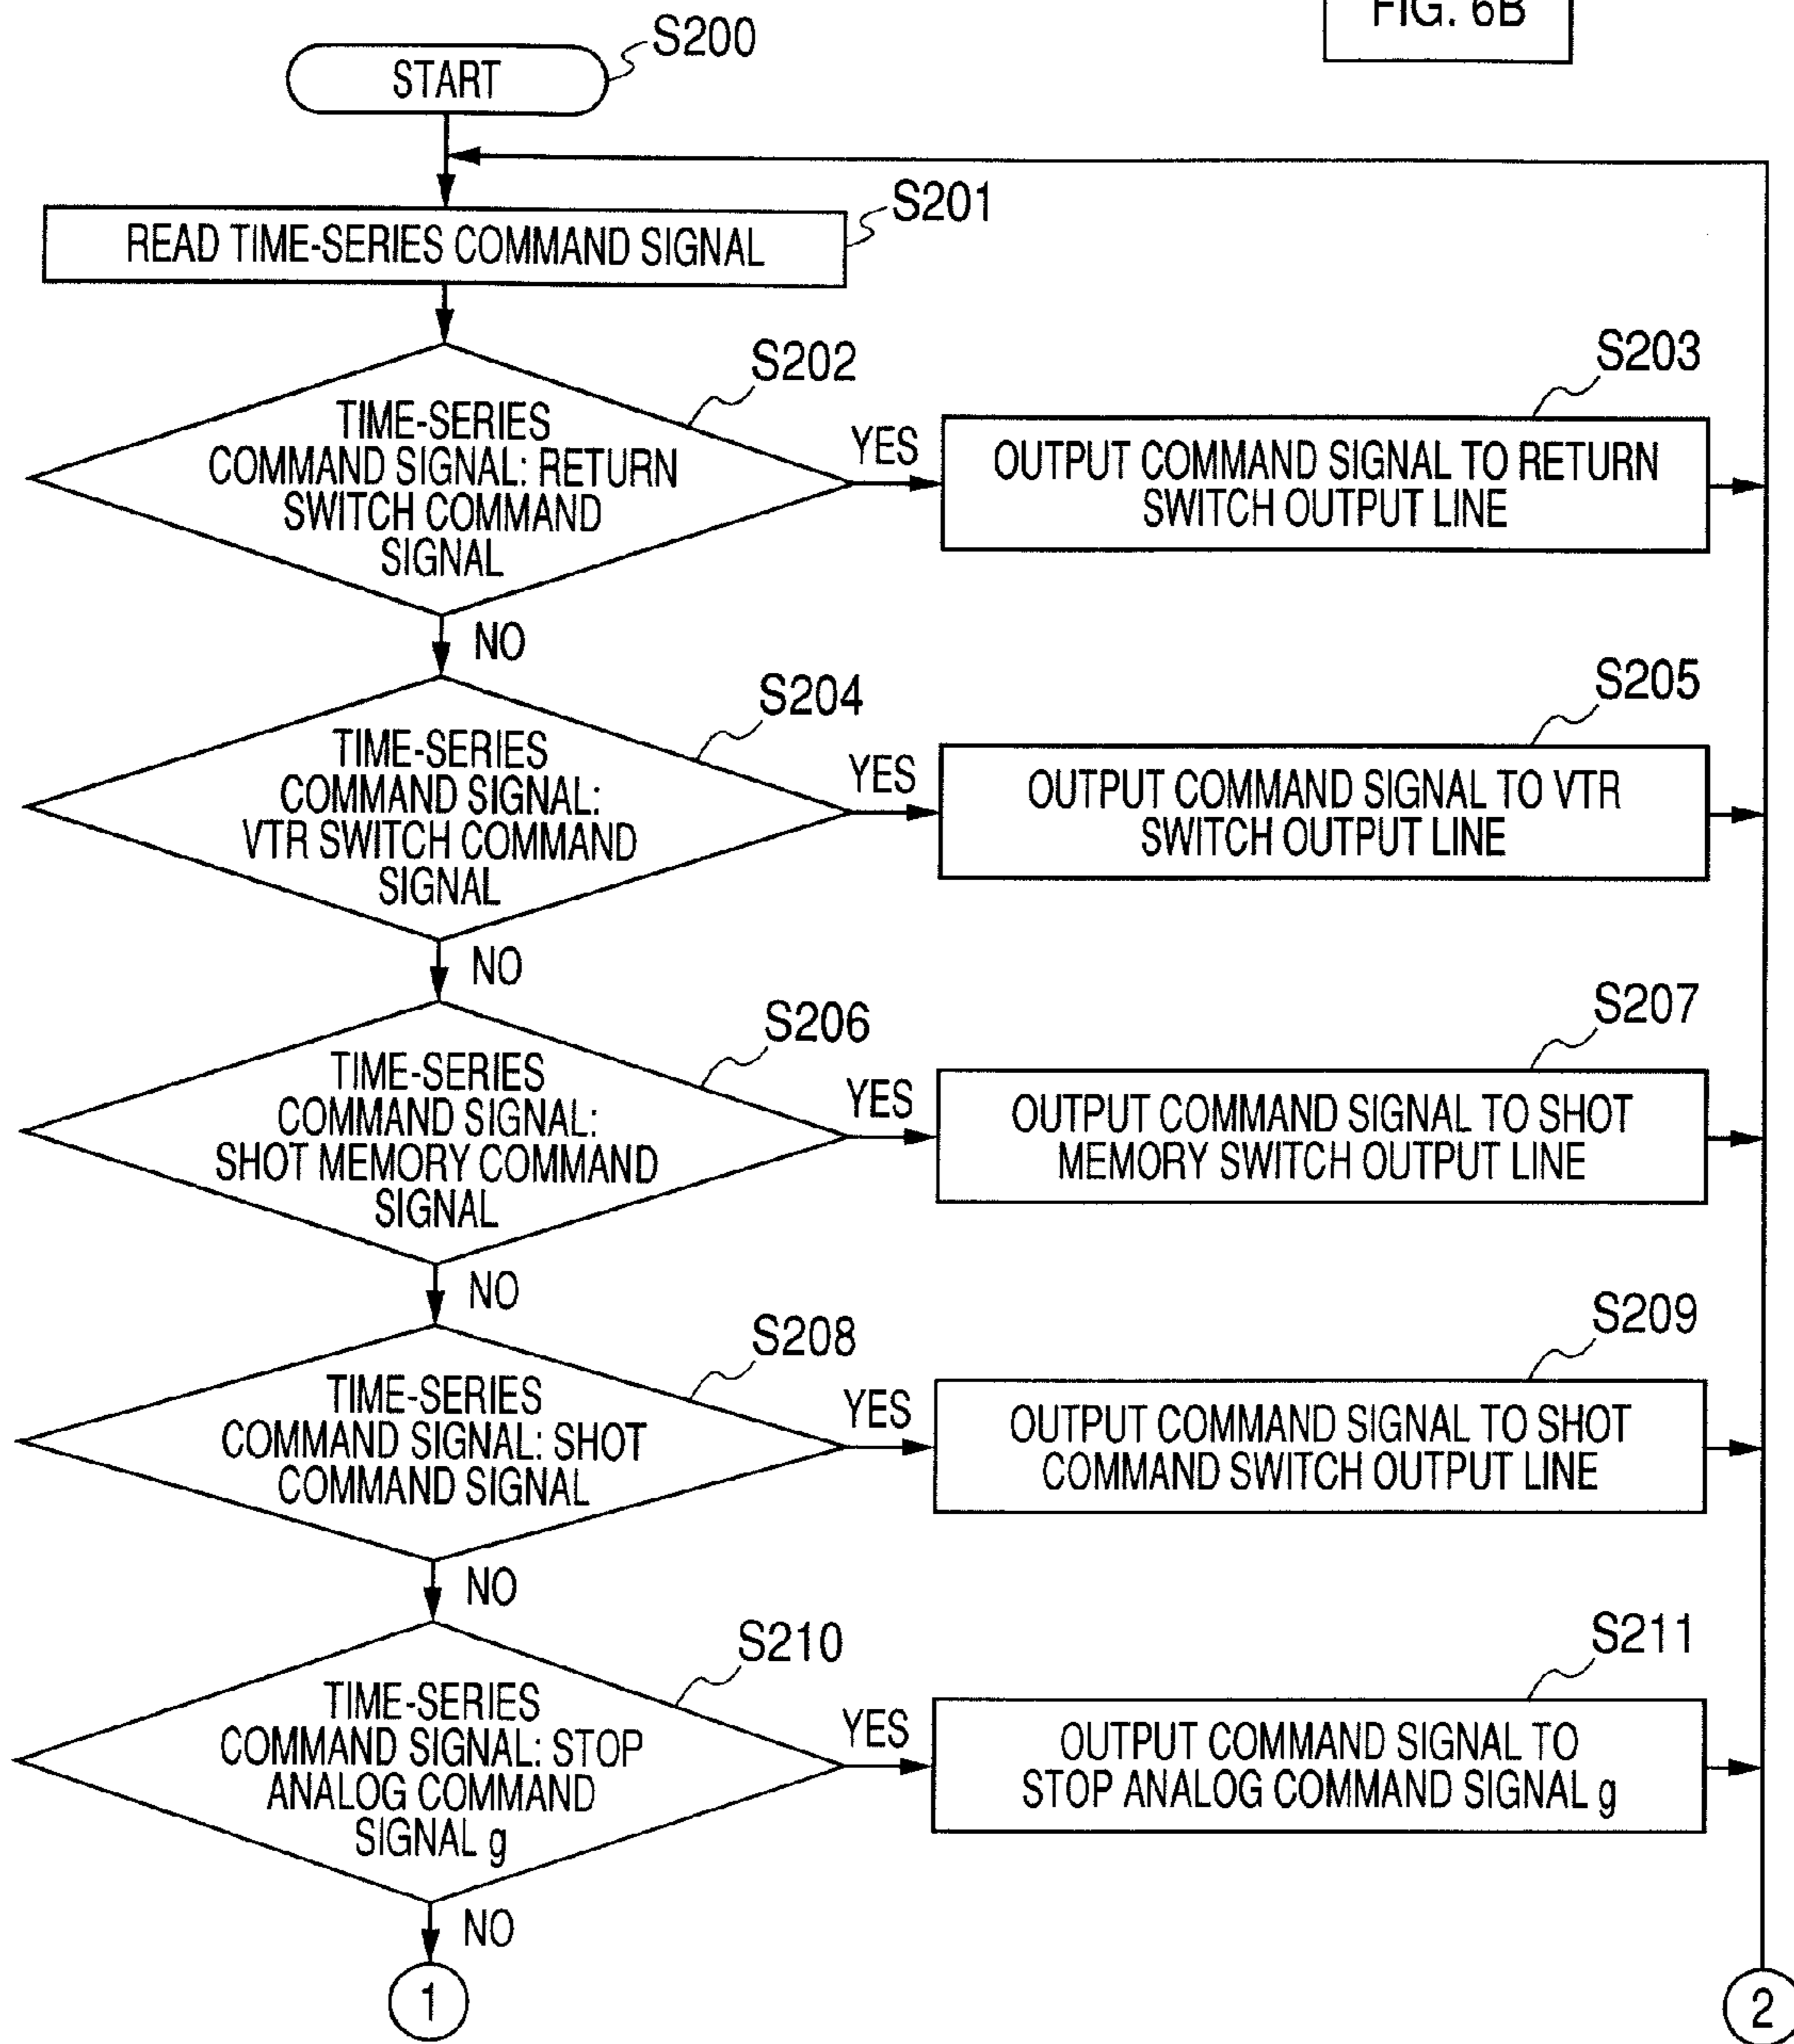 FIG. 6B
S200
START
S201
READ TIME-SERIES COMMAND SIGNAL
S202
TIME-SERIES
COMMAND SIGNAL: RETURN
SWITCH COMMAND
SIGNAL
YES
S203
OUTPUT COMMAND SIGNAL TO RETURN
SWITCH OUTPUT LINE
NO
S204
TIME-SERIES
COMMAND SIGNAL:
VTR SWITCH COMMAND
SIGNAL
YES
S205
OUTPUT COMMAND SIGNAL TO VTR
SWITCH OUTPUT LINE
NO
S206
TIME-SERIES
COMMAND SIGNAL:
SHOT MEMORY COMMAND
SIGNAL
YES
S207
OUTPUT COMMAND SIGNAL TO SHOT
MEMORY SWITCH OUTPUT LINE
NO
S208
TIME-SERIES
COMMAND SIGNAL: SHOT
COMMAND SIGNAL
YES
S209
OUTPUT COMMAND SIGNAL TO SHOT
COMMAND SWITCH OUTPUT LINE
NO
S210
TIME-SERIES
COMMAND SIGNAL: STOP
ANALOG COMMAND
SIGNAL g
YES
S211
OUTPUT COMMAND SIGNAL TO
STOP ANALOG COMMAND SIGNAL g
NO
1
2